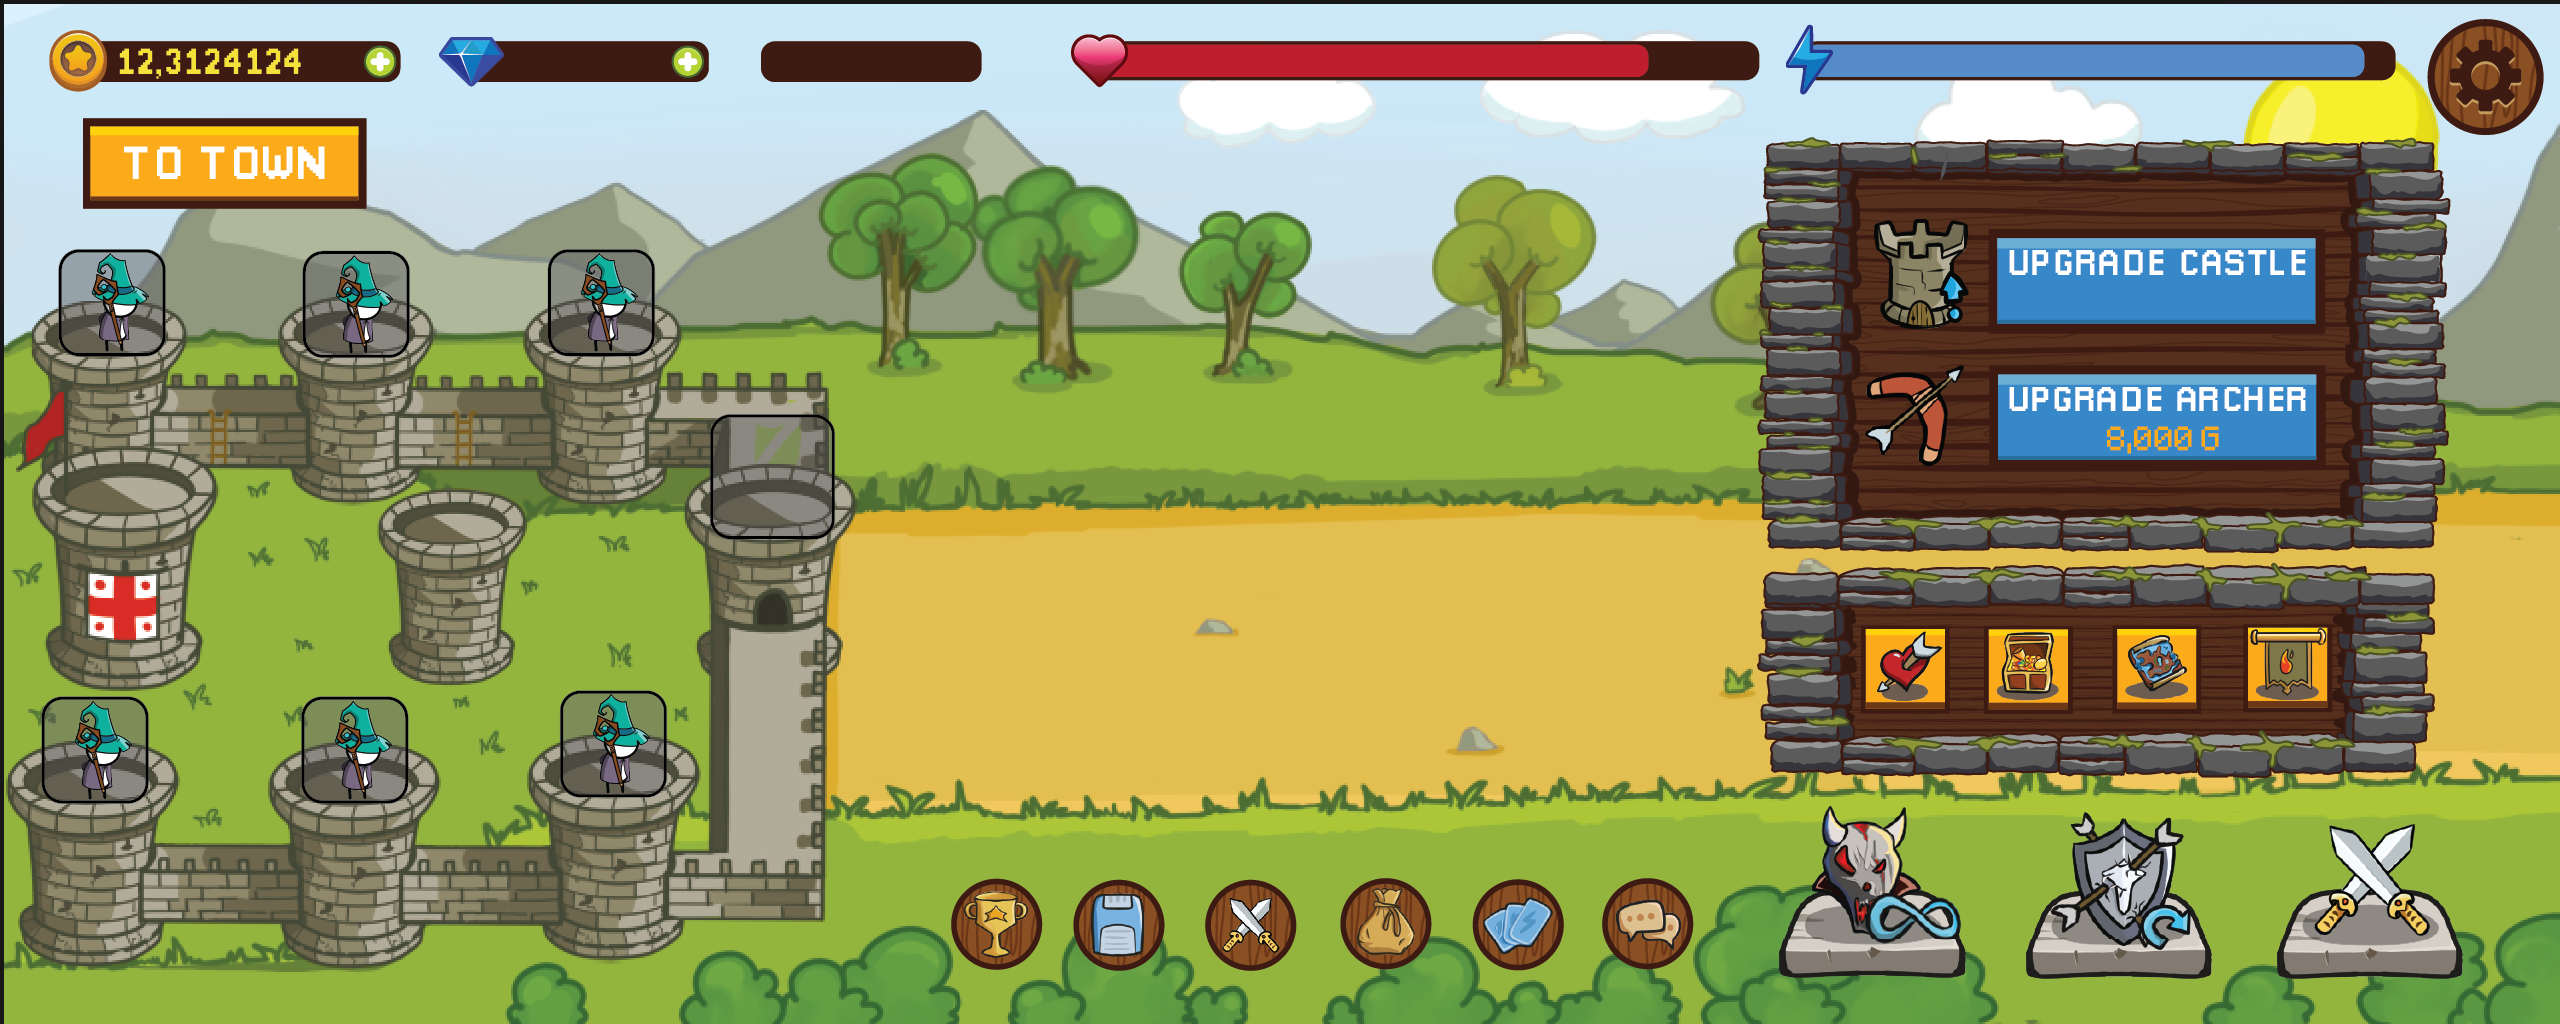 12,3124124
TO TOWN
UPGRADE CASTLE
UPGRADE ARCHER
8,000 G